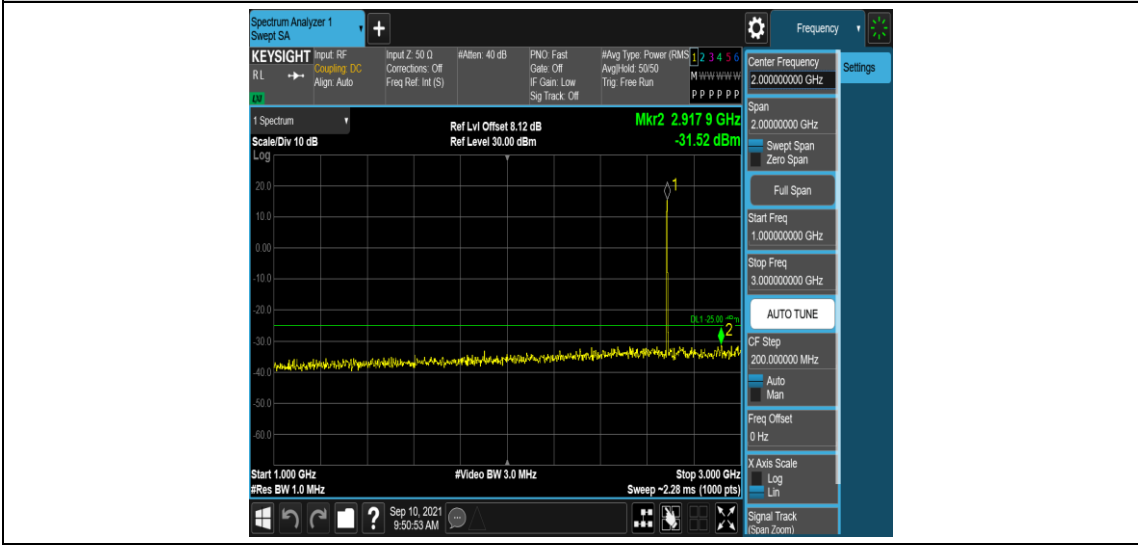 Spectrum Analyzer 1
Swept SA
+
Frequency
KEYSIGHT
RL
LXI
Input: RF
Coupling: DC
Align: Auto
Input Z: 50 Ω
Corrections: Off
Freq Ref: Int (S)
#Atten: 40 dB
PNO: Fast
Gate: Off
IF Gain: Low
Sig Track: Off
#Avg Type: Power (RMS
Avg|Hold: 50/50
Trig: Free Run
1 2 3 4 5 6
M W W W W W
P P P P P P
1 Spectrum
Scale/Div 10 dB
Log
Ref Lvl Offset 8.12 dB
Ref Level 30.00 dBm
Mkr2 2.917 9 GHz
-31.52 dBm
20.0
10.0
0.00
-10.0
-20.0
-30.0
-40.0
-50.0
-60.0
1
DL1 -25.00 dBm
2
Start 1.000 GHz
#Res BW 1.0 MHz
#Video BW 3.0 MHz
Stop 3.000 GHz
Sweep ~2.28 ms (1000 pts)
Center Frequency
2.000000000 GHz
Settings
Span
2.00000000 GHz
Swept Span
Zero Span
Full Span
Start Freq
1.000000000 GHz
Stop Freq
3.000000000 GHz
AUTO TUNE
CF Step
200.000000 MHz
Auto
Man
Freq Offset
0 Hz
X Axis Scale
Log
Lin
Signal Track
(Span Zoom)
?
Sep 10, 2021
9:50:53 AM